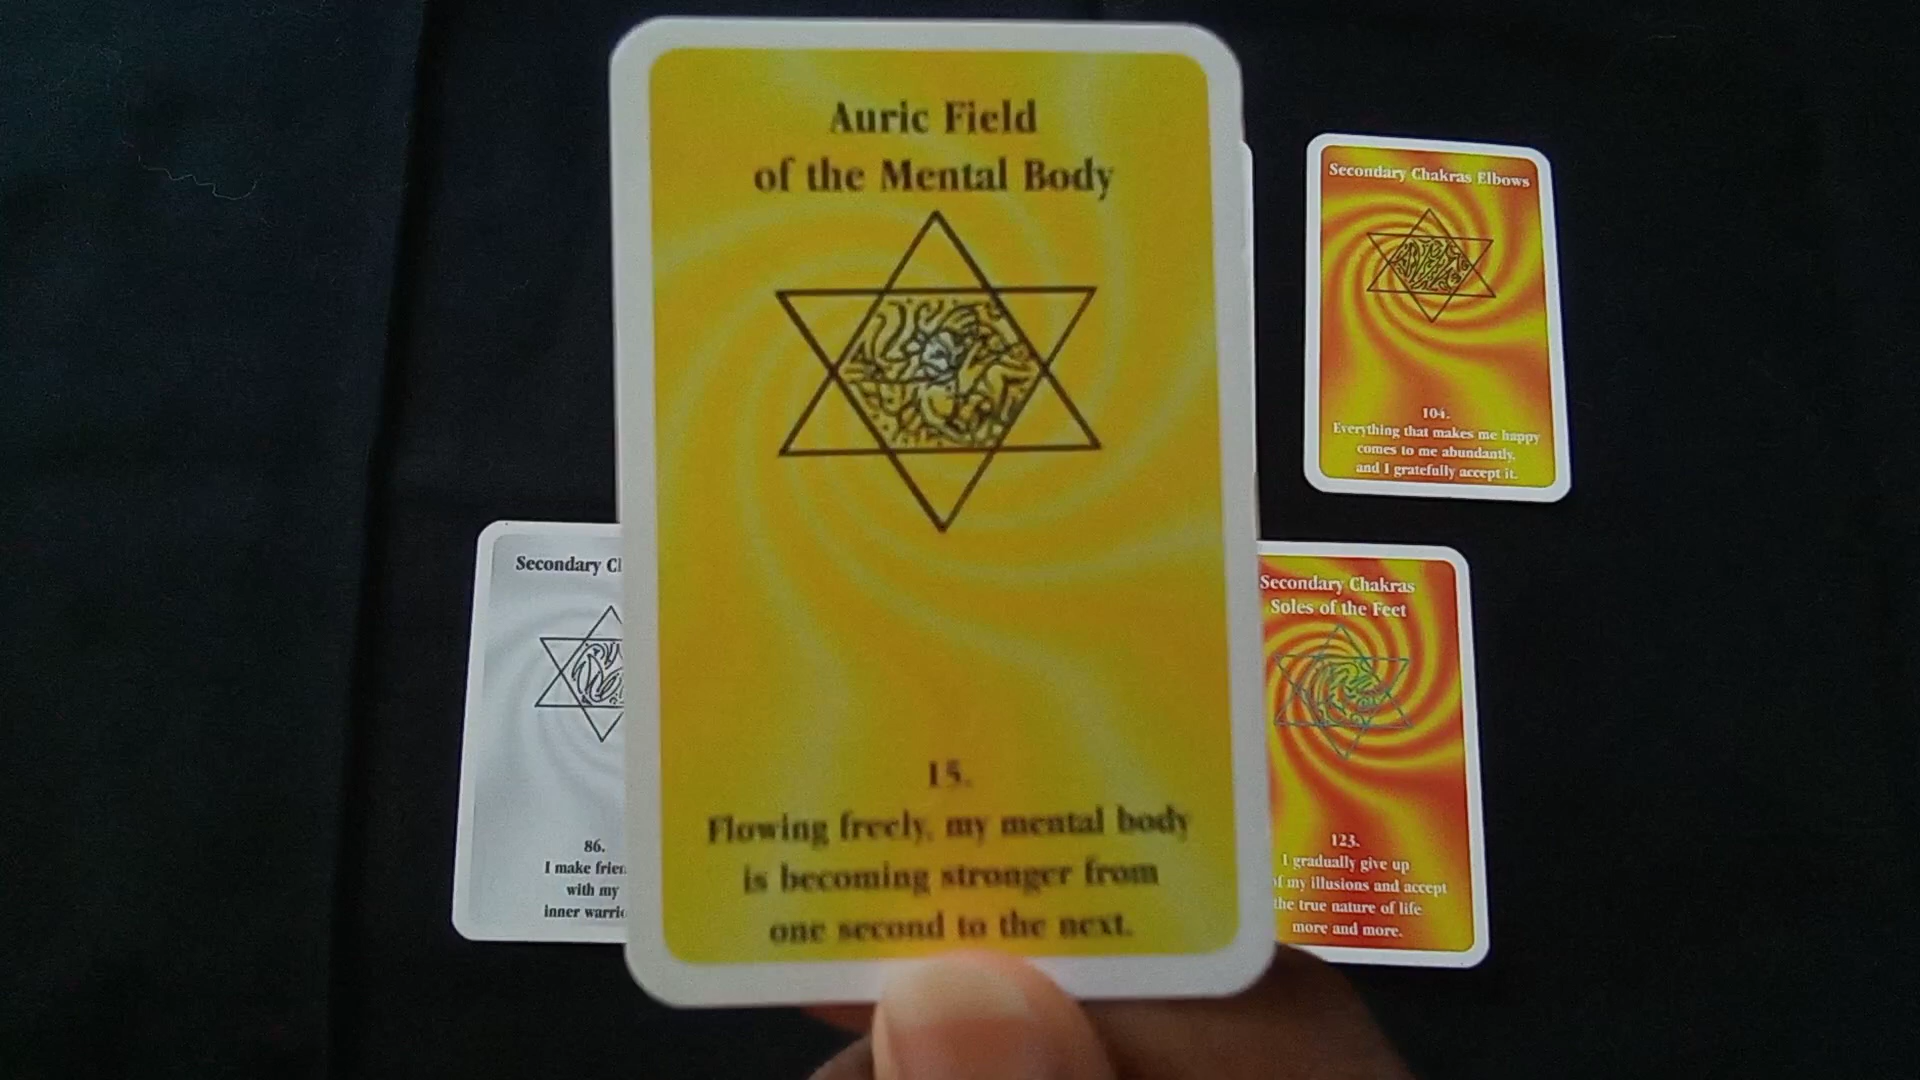 Auric Field
of the Mental Body
15.
Flowing freely, my mental body
is becoming stronger from
one second to the next.
Secondary Chakras Elbows
104.
Everything that makes me happy
comes to me abundantly,
and I gratefully accept it.
Secondary
86.
I make
with my
inner
Secondary Chakras
Soles of the Feet
123.
I gradually give up
my illusions and accept
the true nature of life
more and more.